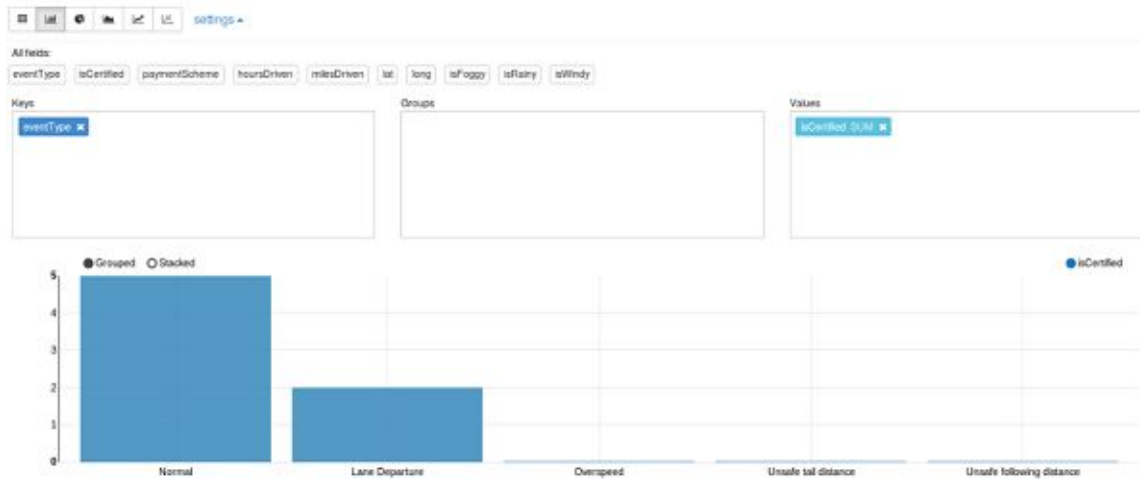 settings
All fields:
eventType isCertified paymentScheme hoursDriven milesDriven lat long isFoggy isRainy isWindy
Keys Groups Values
eventType isCertified SUM
Grouped Stacked isCertified
5
4
3
2
1
0
Normal Lane Departure Overspeed Unsafe tail distance Unsafe following distance